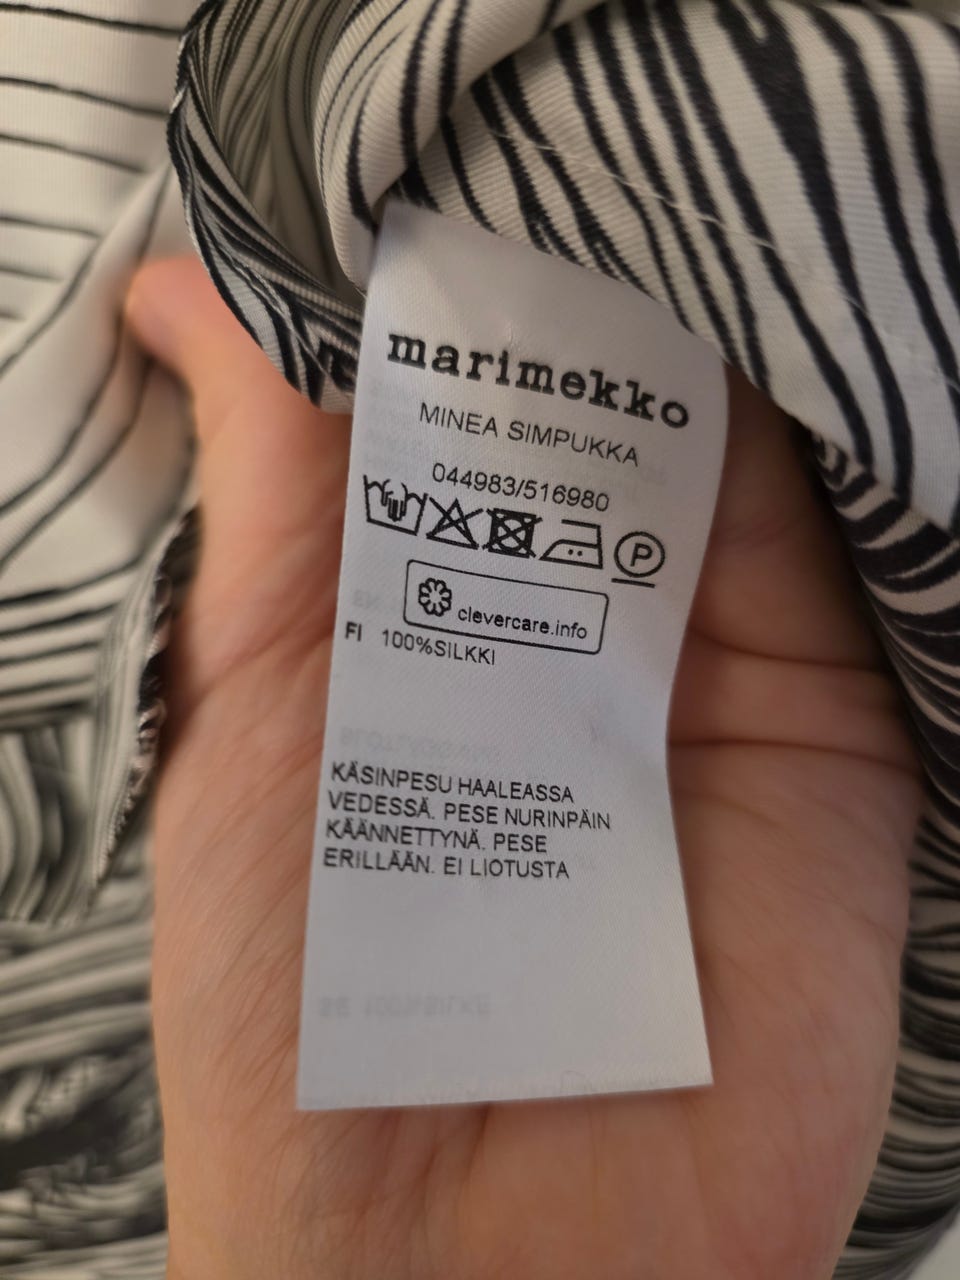 marimekko
MINEA SIMPUKKA
044983/516980
P
clevercare.info
FI 100%SILKKI
KÄSINPESU HAALEASSA
VEDESSÄ. PESE NURINPÄIN
KÄÄNNETTYNÄ. PESE
ERILLÄÄN. EI LIOTUSTA